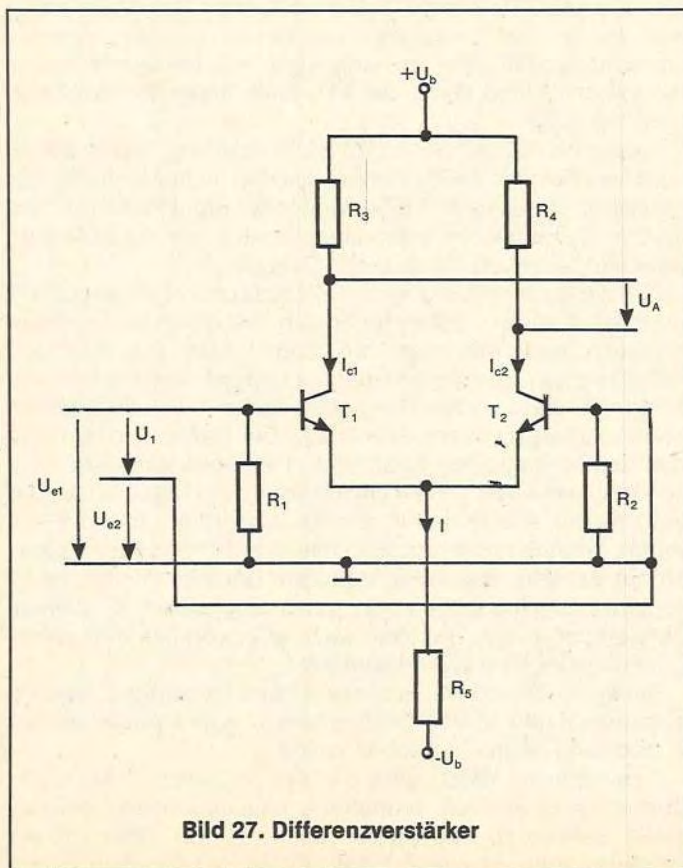 +U_b
R_3
R_4
U_A
I_c1
I_c2
T_1
T_2
U_1
U_e1
R_1
R_2
U_e2
I
R_5
-U_b
Bild 27. Differenzverstärker